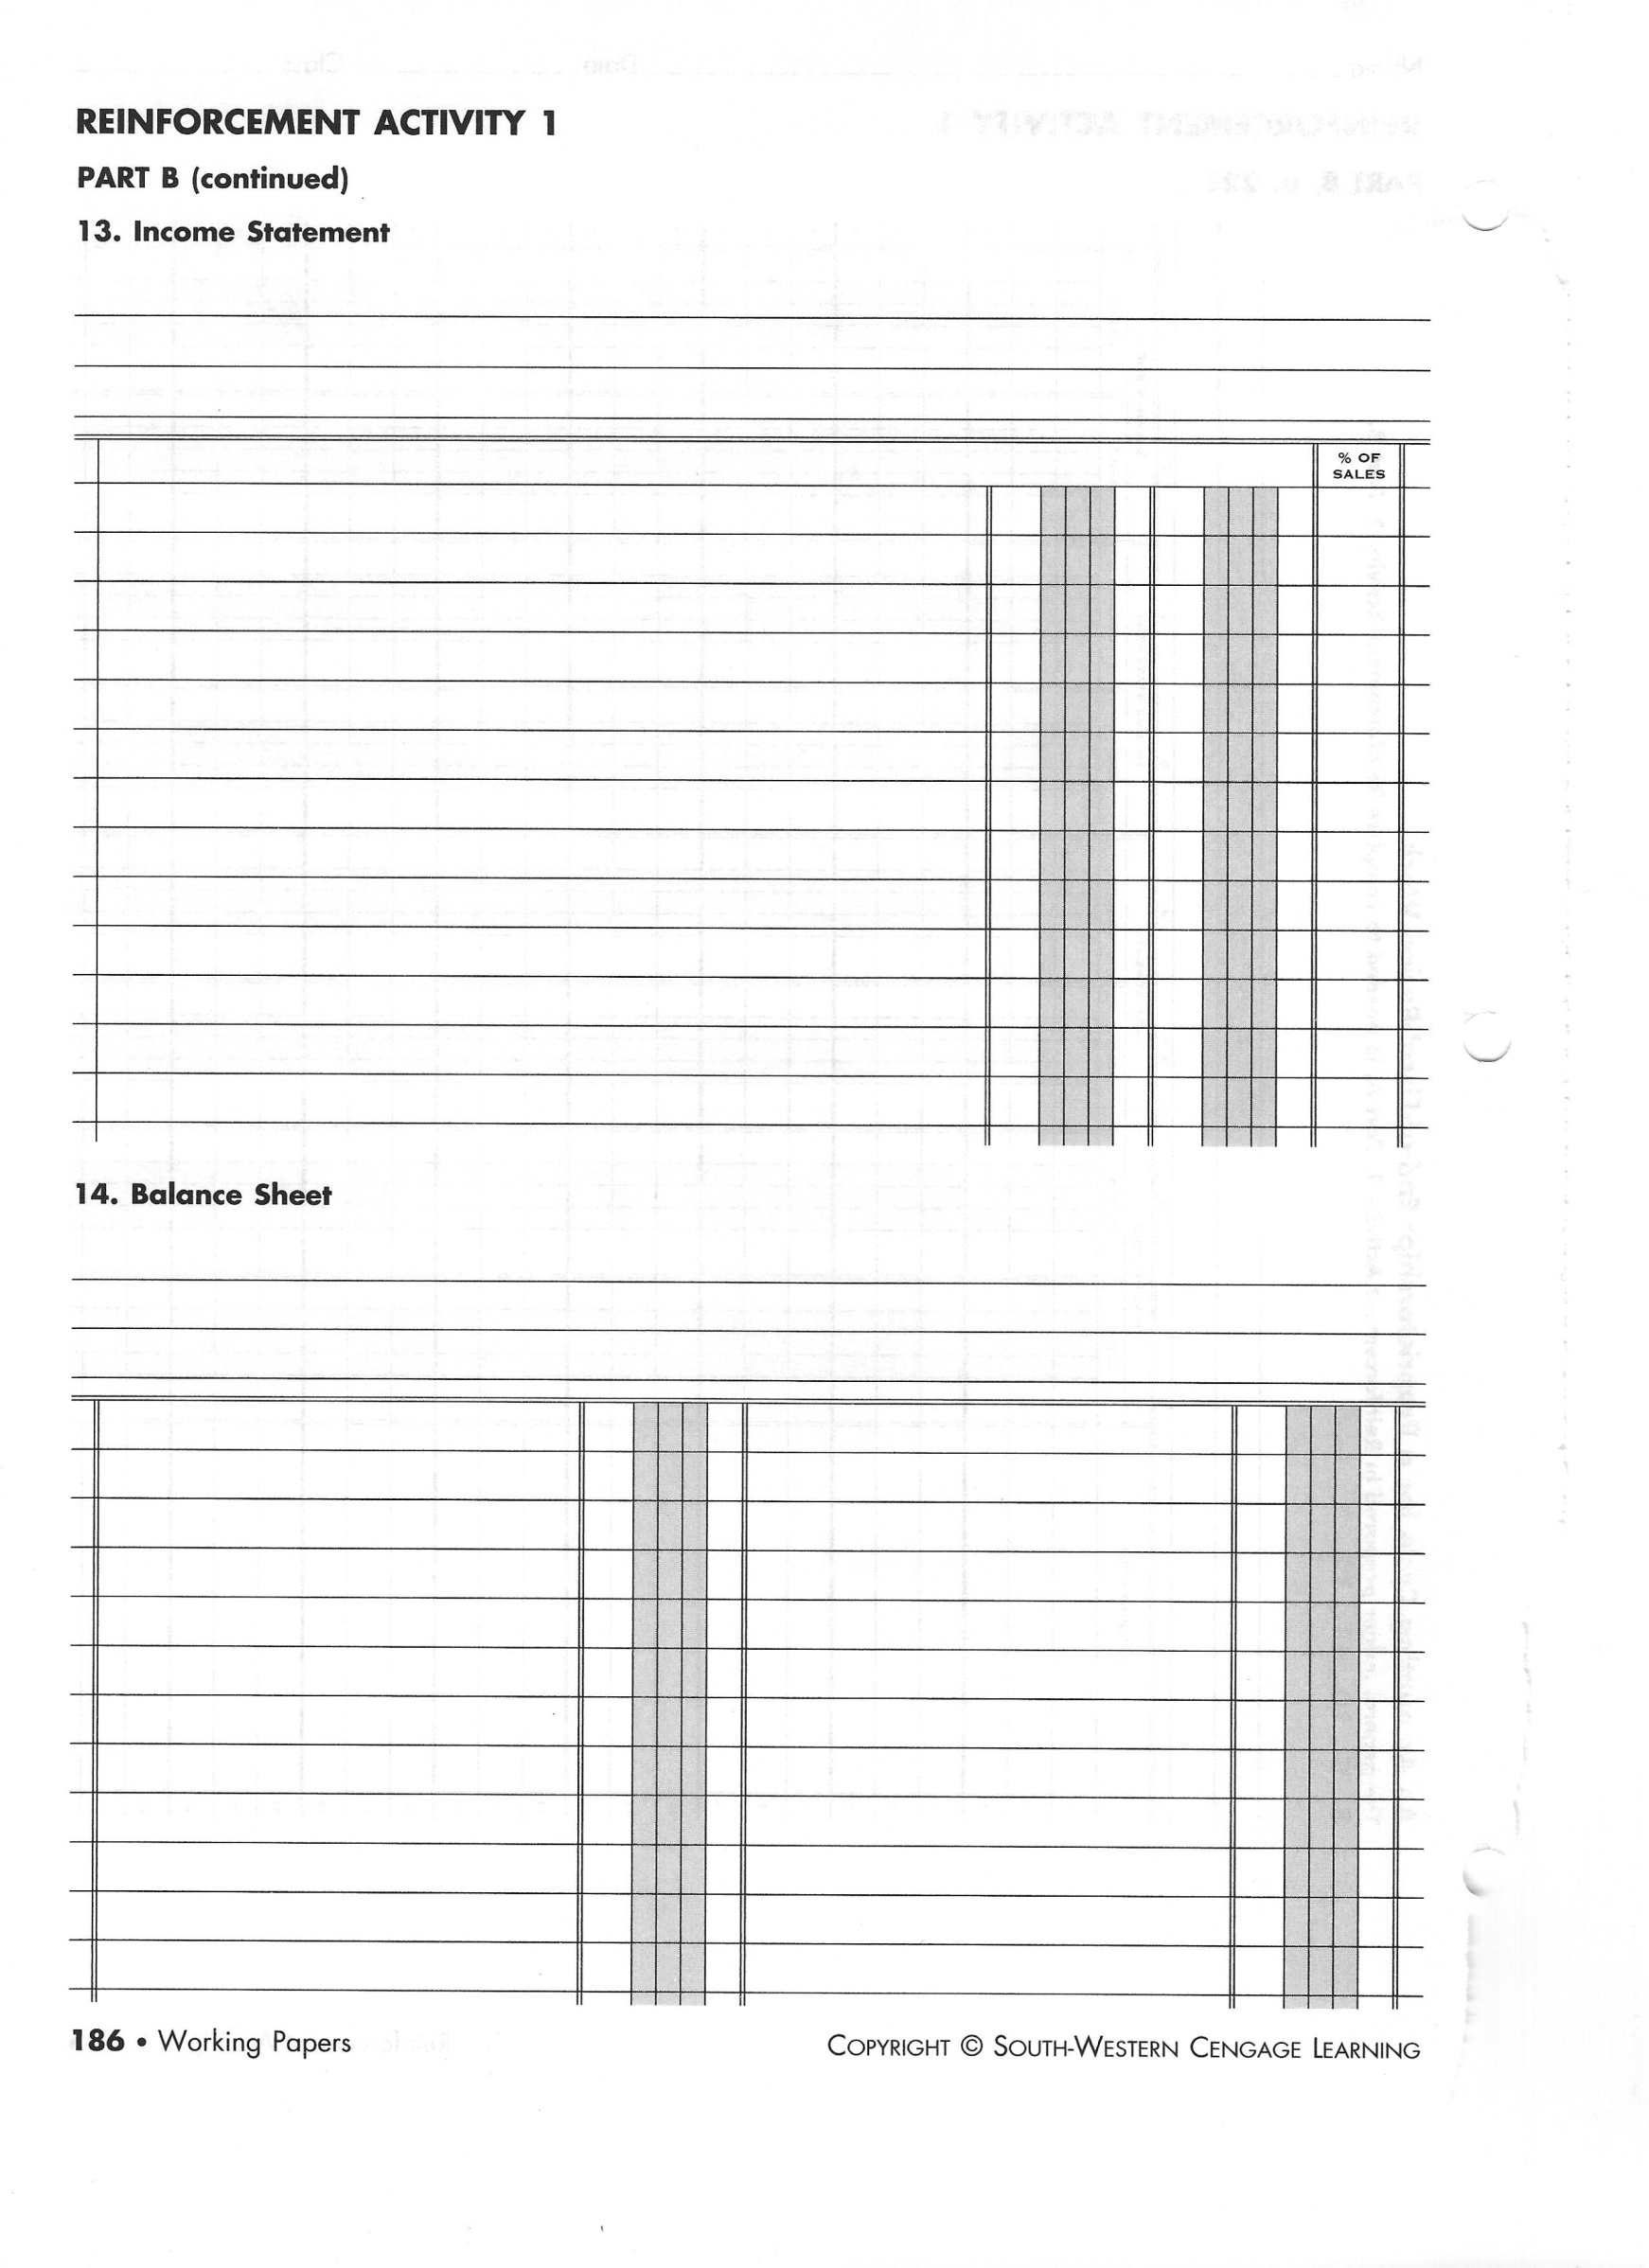 REINFORCEMENT ACTIVITY 1
PART B (continued)
13. Income Statement
% OF
SALES
14. Balance Sheet
186 • Working Papers
COPYRIGHT © SOUTH-WESTERN CENGAGE LEARNING